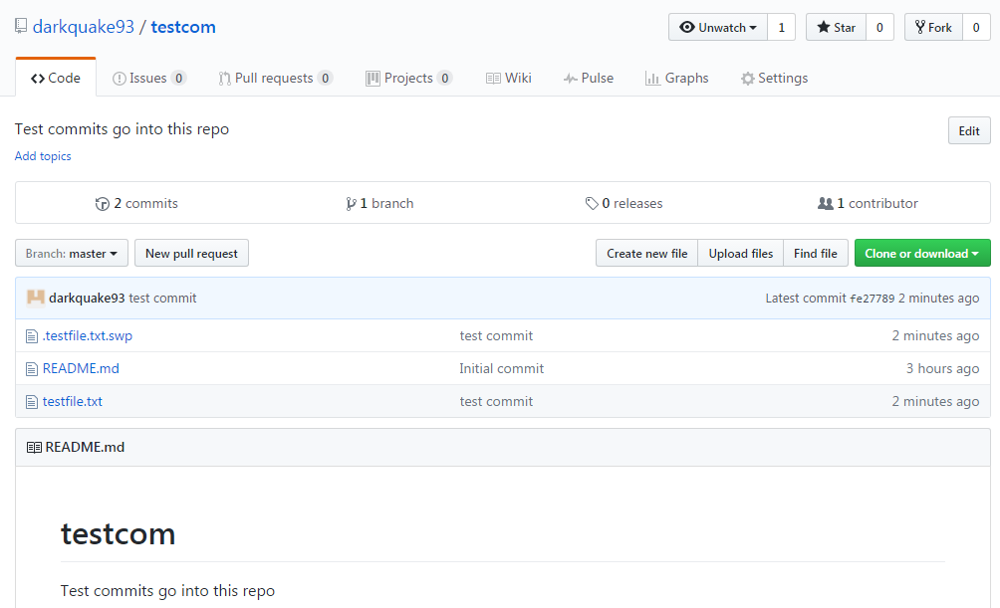 darkquake93 / testcom Unwatch 1 Star 0 Fork 0
Code Issues 0 Pull requests 0 Projects 0 Wiki Pulse Graphs Settings
Test commits go into this repo Edit
Add topics
2 commits 1 branch 0 releases 1 contributor
Branch: master New pull request Create new file Upload files Find file Clone or download
darkquake93 test commit Latest commit fe27789 2 minutes ago
.testfile.txt.swp test commit 2 minutes ago
README.md Initial commit 3 hours ago
testfile.txt test commit 2 minutes ago
README.md
testcom
Test commits go into this repo